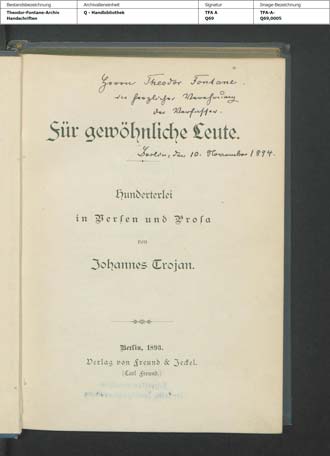 Bestandsbezeichnung
Archivalieneinheit
Signatur
Image-Bezeichnung
Theodor-Fontane-Archiv
Handschriften
Q - Handbibliothek
TFA A
Q69
TFA-A-
Q69,0005
Herrn Theodor Fontane
in herzlicher Verehrung
der Verfasser.
Für gewöhnliche Leute.
Berlin, den 10. November 1894.
Hunderterlei
in Versen und Prosa
von
Johannes Trojan.
Berlin, 1893.
Verlag von Freund & Jeckel.
(Carl Freund.)